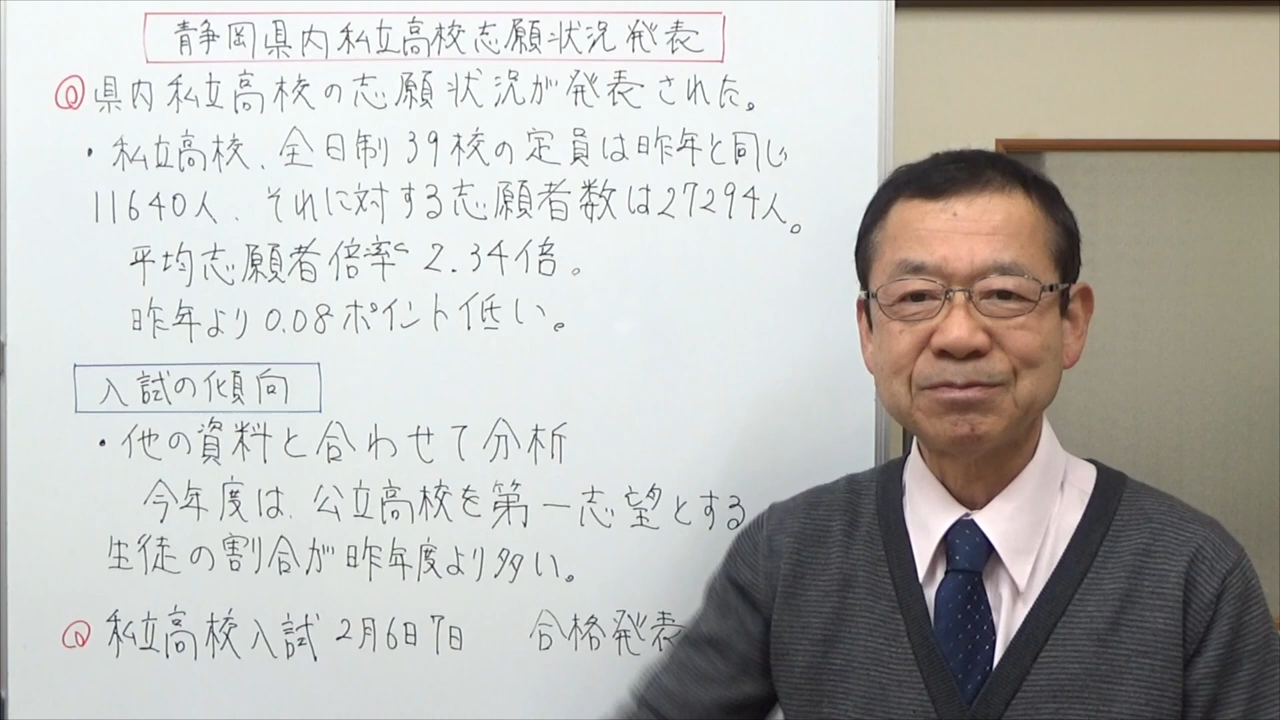 静岡県内私立高校志願状況発表
◎県内私立高校の志願状況が発表された。
・私立高校、全日制39校の定員は昨年と同じ
11640人、それに対する志願者数は27294人。
平均志願者倍率 2.34倍。
昨年より0.08ポイント低い。
入試の傾向
・他の資料と合わせて分析
今年度は、公立高校を第一志望とする
生徒の割合が昨年度より多い。
◎私立高校入試 2月6日7日 合格発表